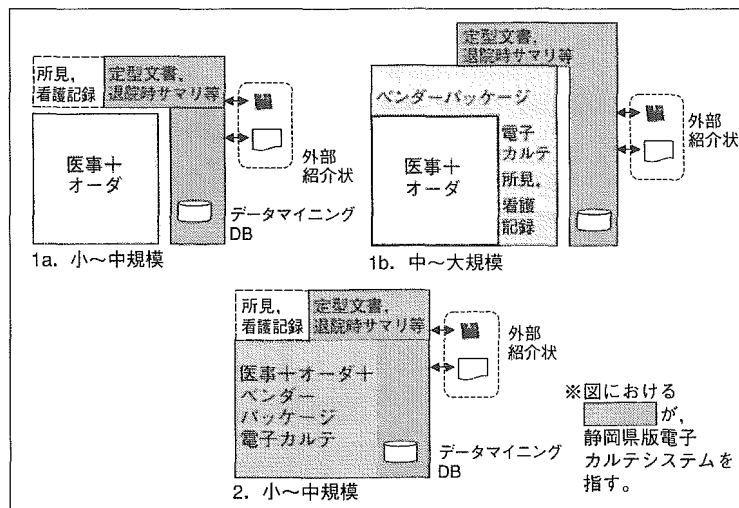 所見,
看護記録
定型文書,
退院時サマリ等
医事＋
オーダ
外部
紹介状
データマイニング
DB
1a. 小～中規模
定型文書,
退院時サマリ等
ベンダーパッケージ
医事＋
オーダ
電子
カルテ
所見,
看護
記録
外部
紹介状
1b. 中～大規模
所見,
看護記録
定型文書,
退院時サマリ等
医事＋オーダ＋
ベンダー
パッケージ
電子カルテ
外部
紹介状
データマイニング
DB
2. 小～中規模
※図における
が,
静岡県版電子
カルテシステムを
指す。